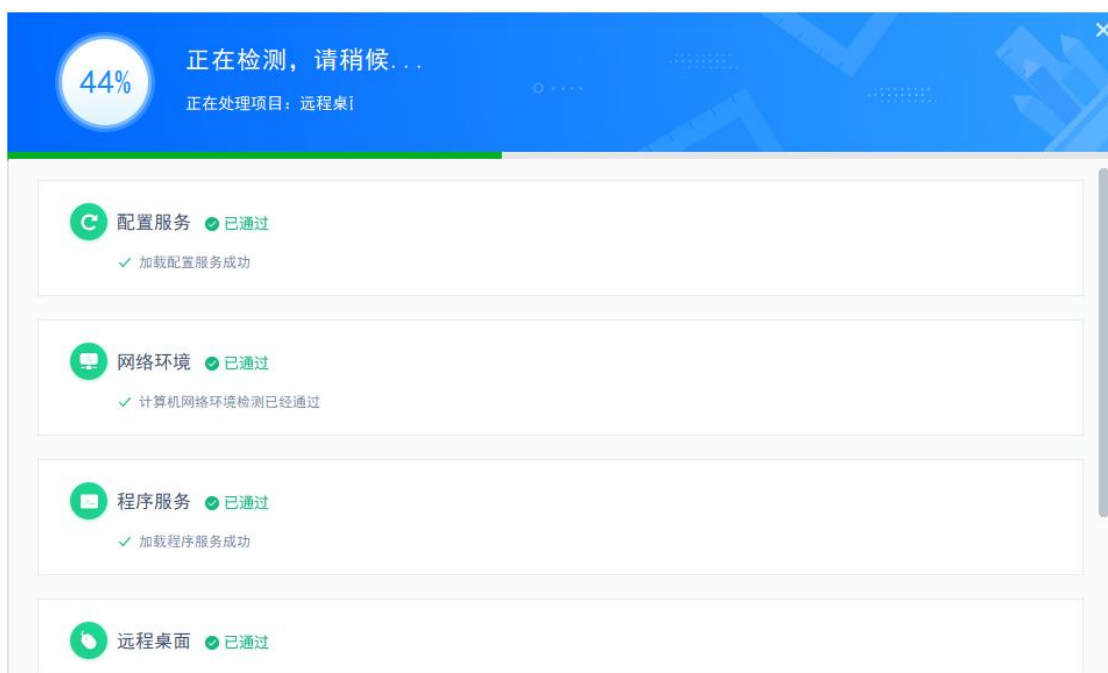 44%
正在检测，请稍候...
正在处理项目：远程桌
配置服务 已通过
加载配置服务成功
网络环境 已通过
计算机网络环境检测已经通过
程序服务 已通过
加载程序服务成功
远程桌面 已通过